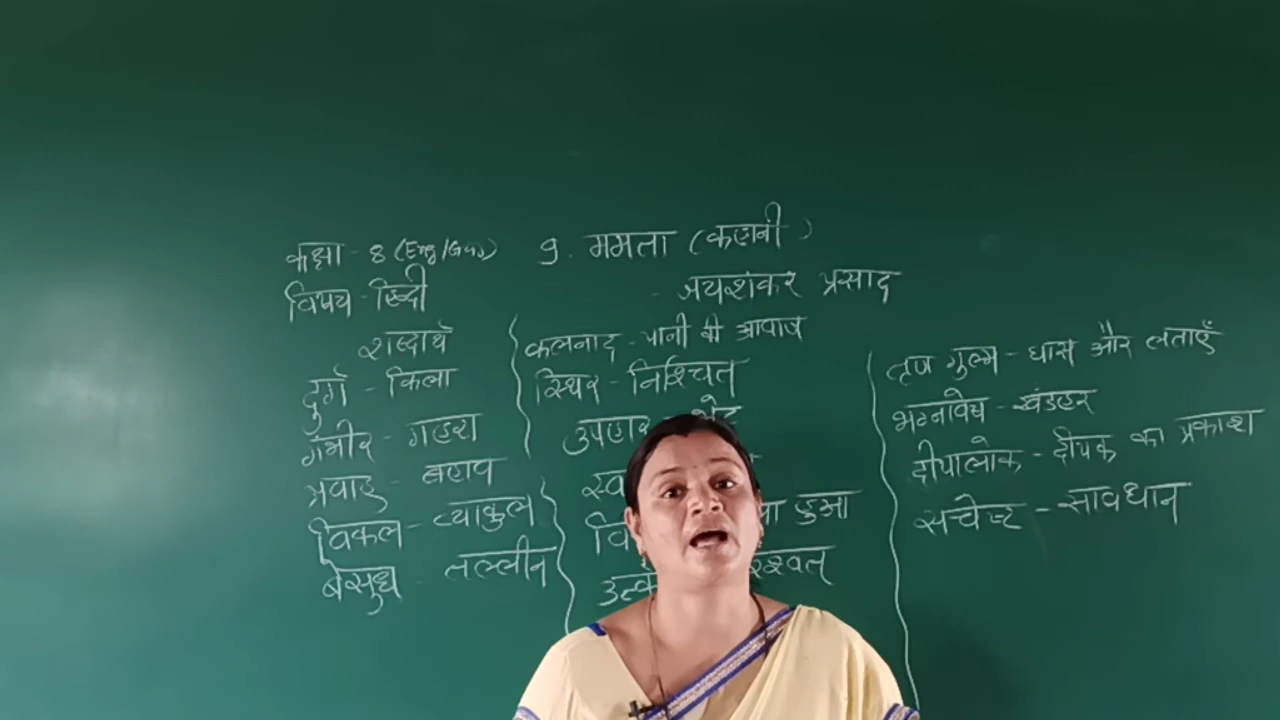 कक्षा - 8 (Eng/Guj)
9. ममता (कहानी)
विषय - हिन्दी
- जयशंकर प्रसाद
शब्दार्थ
दुर्ग - किला
गंभीर - गहरा
प्रवाह - बहाव
विकल - व्याकुल
बेसुध - तल्लीन
कलनाद - पानी की आवाज
स्थिर - निश्चित
उपहार - भेट
हुआ
तृण गुल्म - घास और लताएँ
भग्नावेष - खंडहर
दीपालोक - दीपक का प्रकाश
सचेष्ट - सावधान